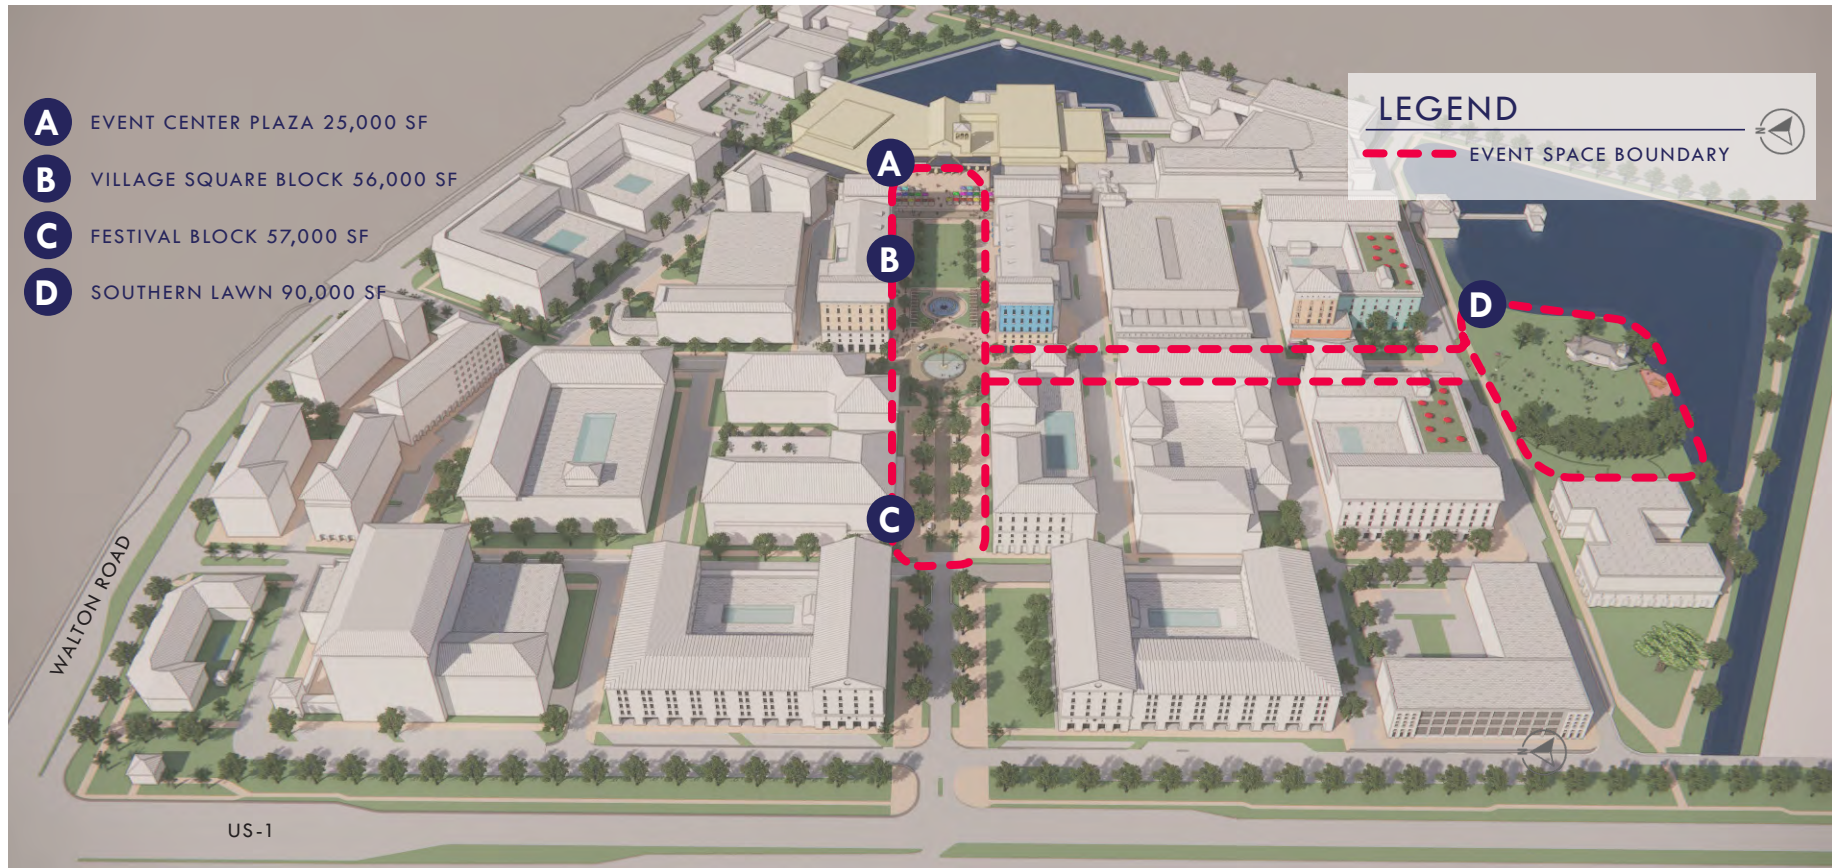 A EVENT CENTER PLAZA 25,000 SF
B VILLAGE SQUARE BLOCK 56,000 SF
C FESTIVAL BLOCK 57,000 SF
D SOUTHERN LAWN 90,000 SF
LEGEND
N
EVENT SPACE BOUNDARY
A
B
D
C
WALTON ROAD
N
US-1